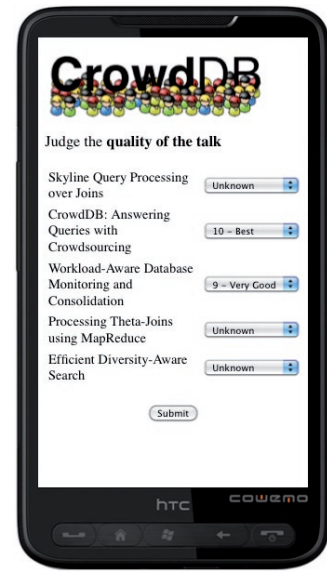 CrowdDB
Judge the quality of the talk
Skyline Query Processing
over Joins
Unknown
CrowdDB: Answering
Queries with
Crowdsourcing
10 – Best
Workload-Aware Database
Monitoring and
Consolidation
9 – Very Good
Processing Theta-Joins
using MapReduce
Unknown
Efficient Diversity-Aware
Search
Unknown
Submit
hTC
cowemo